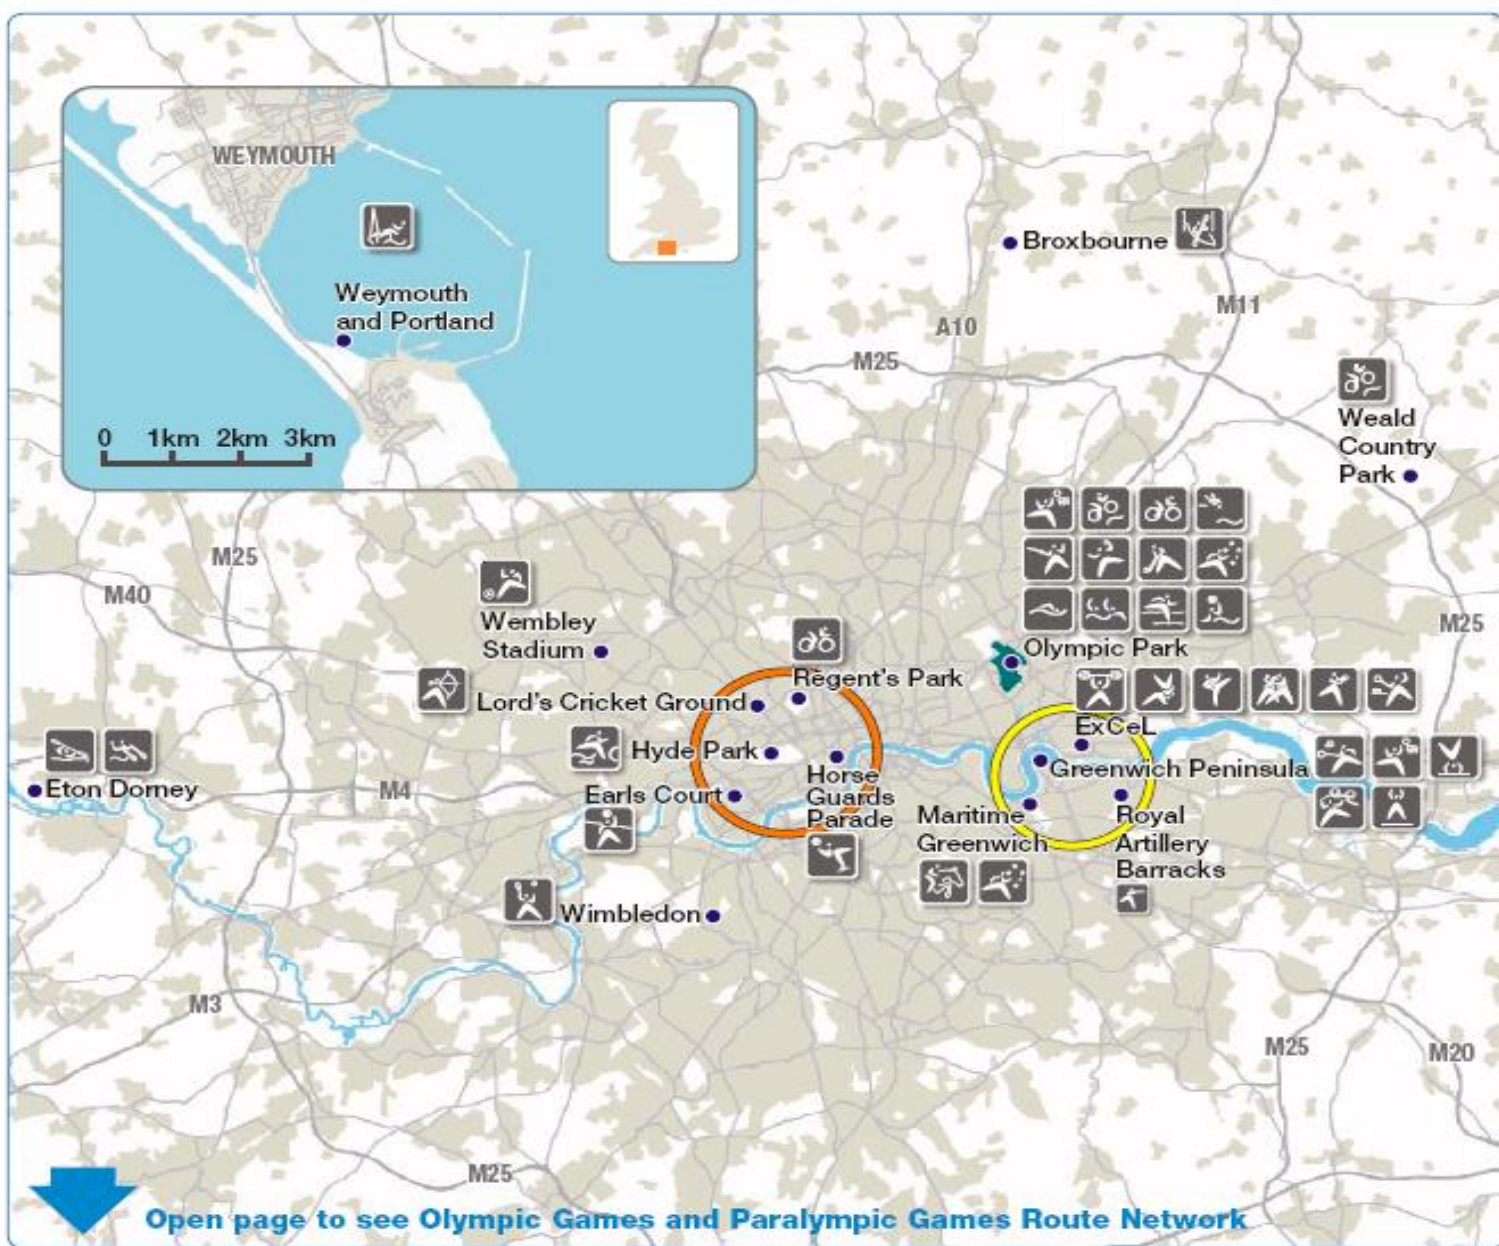 WEYMOUTH
Weymouth
and Portland
0 1km 2km 3km
Broxbourne
M11
A10
M25
Weald
Country
Park
M25
M40
Wembley
Stadium
M25
Olympic Park
Regent's Park
Lord's Cricket Ground
ExCeL
Hyde Park
Greenwich Peninsula
Horse
Guards
Parade
Eton Dorney
M4
Earls Court
Maritime
Greenwich
Royal
Artillery
Barracks
Wimbledon
M3
M25
M20
M25
Open page to see Olympic Games and Paralympic Games Route Network